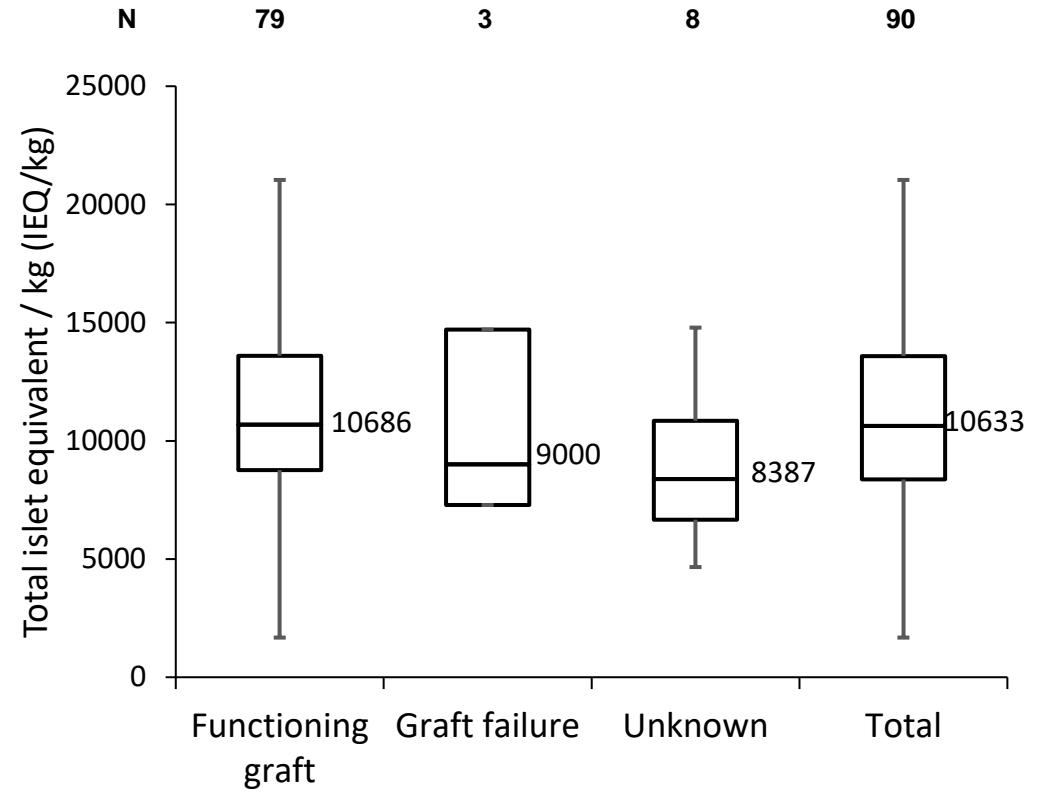 N 79 3 8 90
Total islet equivalent / kg (IEQ/kg)
25000
20000
15000
10000
5000
0
10686
9000
8387
10633
Functioning graft
Graft failure
Unknown
Total